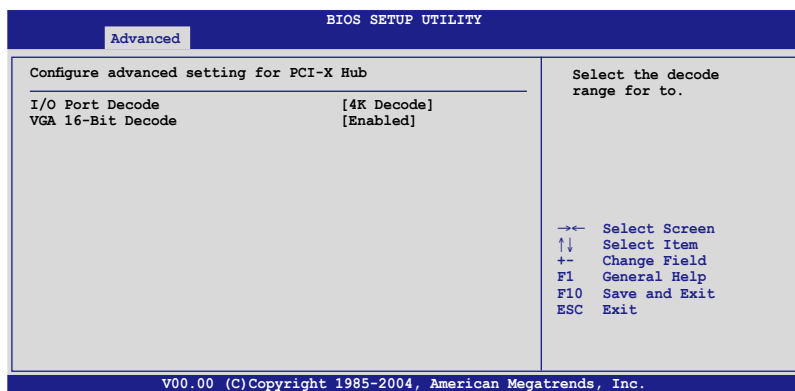 BIOS SETUP UTILITY
Advanced
Configure advanced setting for PCI-X Hub
I/O Port Decode [4K Decode]
VGA 16-Bit Decode [Enabled]
Select the decode
range for to.
→← Select Screen
↑↓ Select Item
+- Change Field
F1 General Help
F10 Save and Exit
ESC Exit
V00.00 (C)Copyright 1985-2004, American Megatrends, Inc.